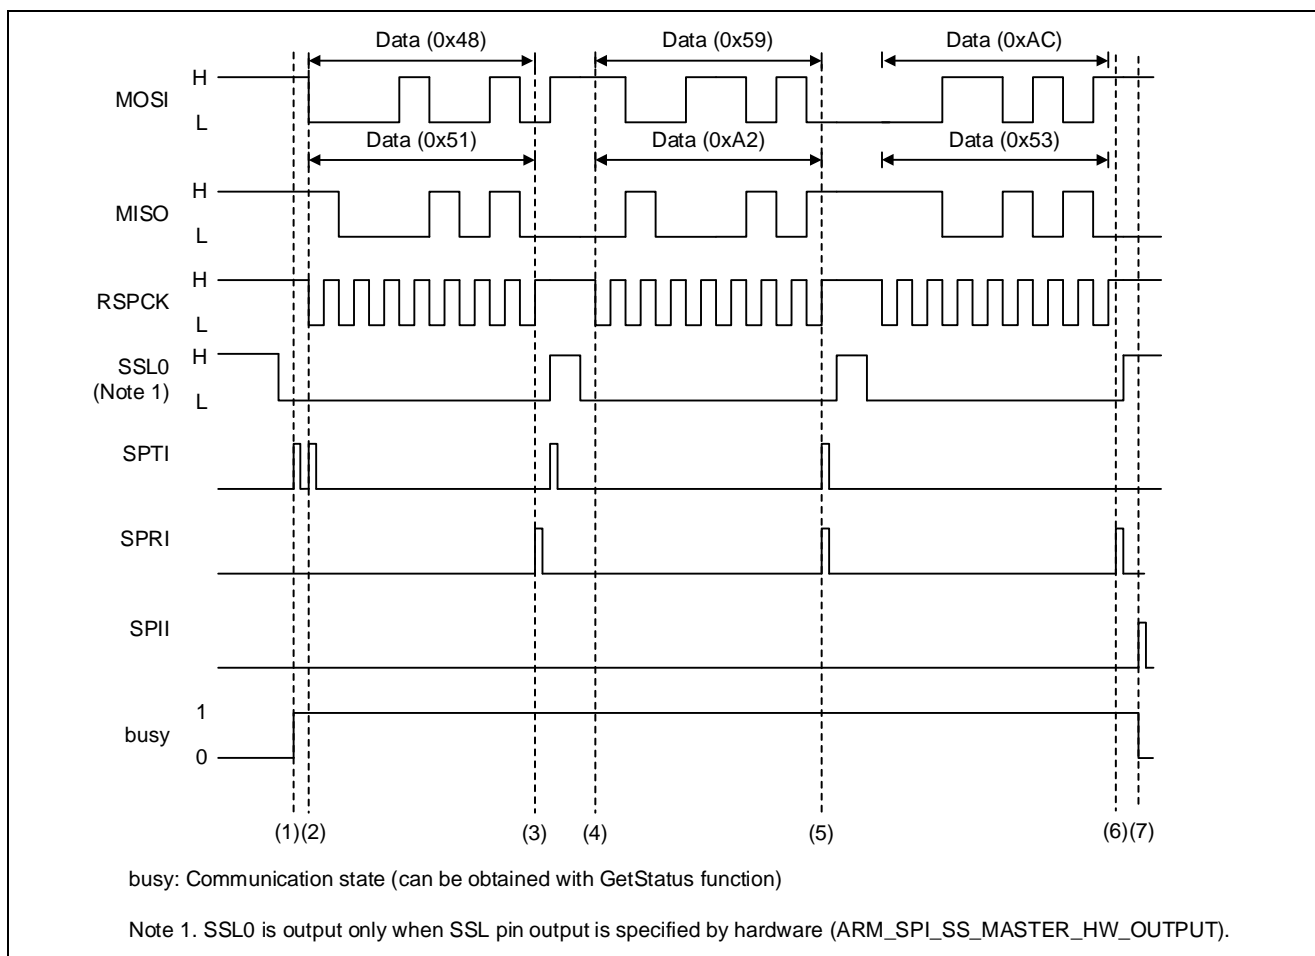 Data (0x48) Data (0x59) Data (0xAC)
H
MOSI
L
Data (0x51) Data (0xA2) Data (0x53)
H
MISO
L
H
RSPCK
L
H
SSL0
(Note 1)
L
SPTI
SPRI
SPII
1
busy
0
(1) (2) (3) (4) (5) (6) (7)
busy: Communication state (can be obtained with GetStatus function)
Note 1. SSL0 is output only when SSL pin output is specified by hardware (ARM_SPI_SS_MASTER_HW_OUTPUT).